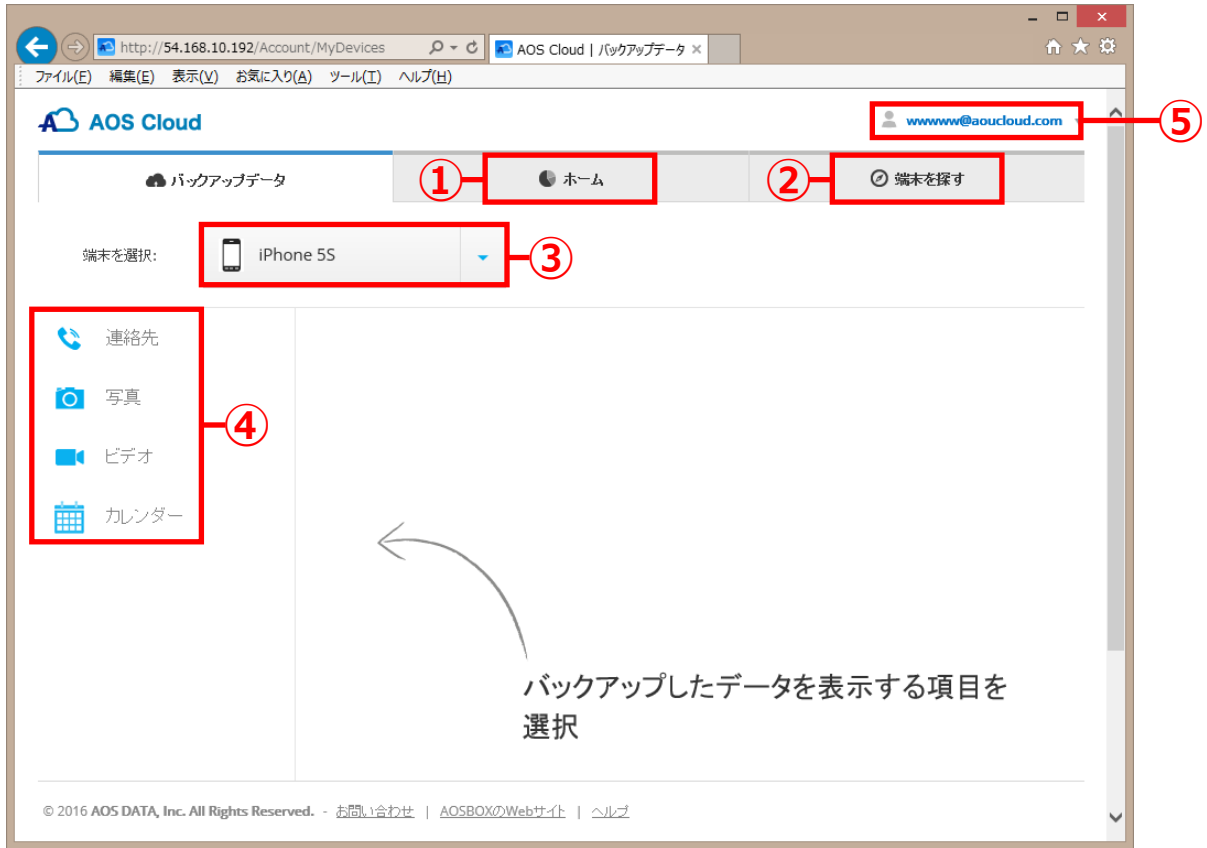 http://54.168.10.192/Account/MyDevices
AOS Cloud | バックアップデータ
ファイル(F) 編集(E) 表示(V) お気に入り(A) ツール(T) ヘルプ(H)
AOS Cloud
wwwww@aoucloud.com
⑤
バックアップデータ
①
ホーム
②
端末を探す
端末を選択:
iPhone 5S
③
連絡先
写真
④
ビデオ
カレンダー
バックアップしたデータを表示する項目を
選択
© 2016 AOS DATA, Inc. All Rights Reserved. - お問い合わせ | AOSBOXのWebサイト | ヘルプ